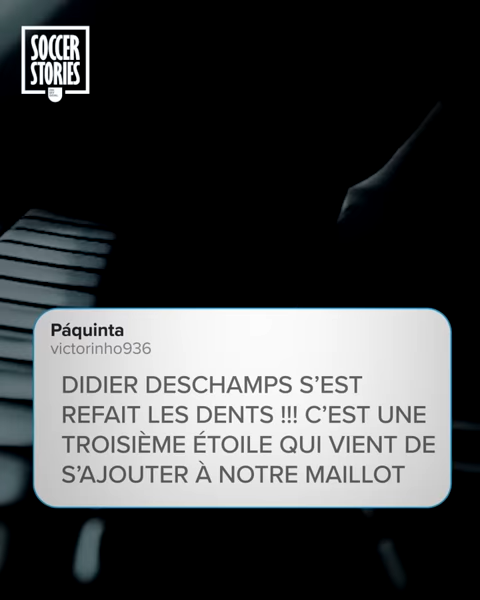 SOCCER
STORIES
Páquinta
victorinho936
DIDIER DESCHAMPS S’EST
REFAIT LES DENTS !!! C’EST UNE
TROISIÈME ÉTOILE QUI VIENT DE
S’AJOUTER À NOTRE MAILLOT